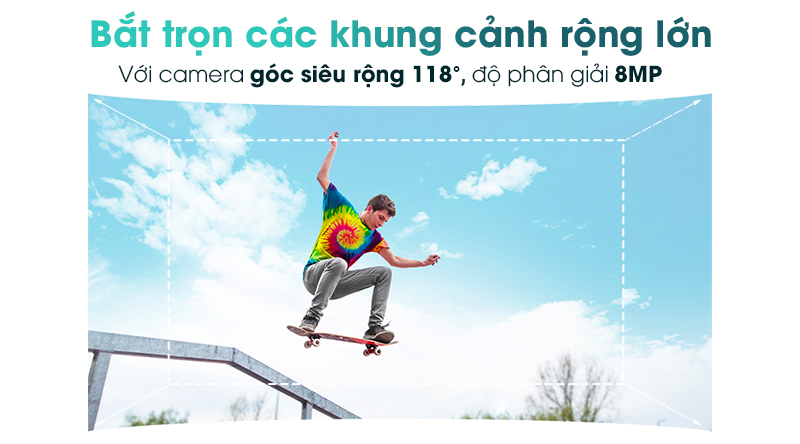 Bắt trọn các khung cảnh rộng lớn
Với camera góc siêu rộng 118°, độ phân giải 8MP